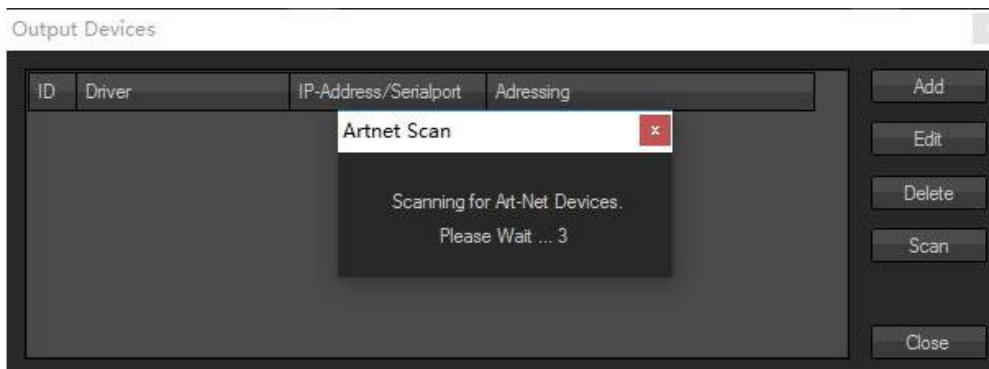 Output Devices
ID Driver IP-Address/Serialport Adressing
Add
Artnet Scan
x
Edit
Scanning for Art-Net Devices.
Please Wait ... 3
Delete
Scan
Close